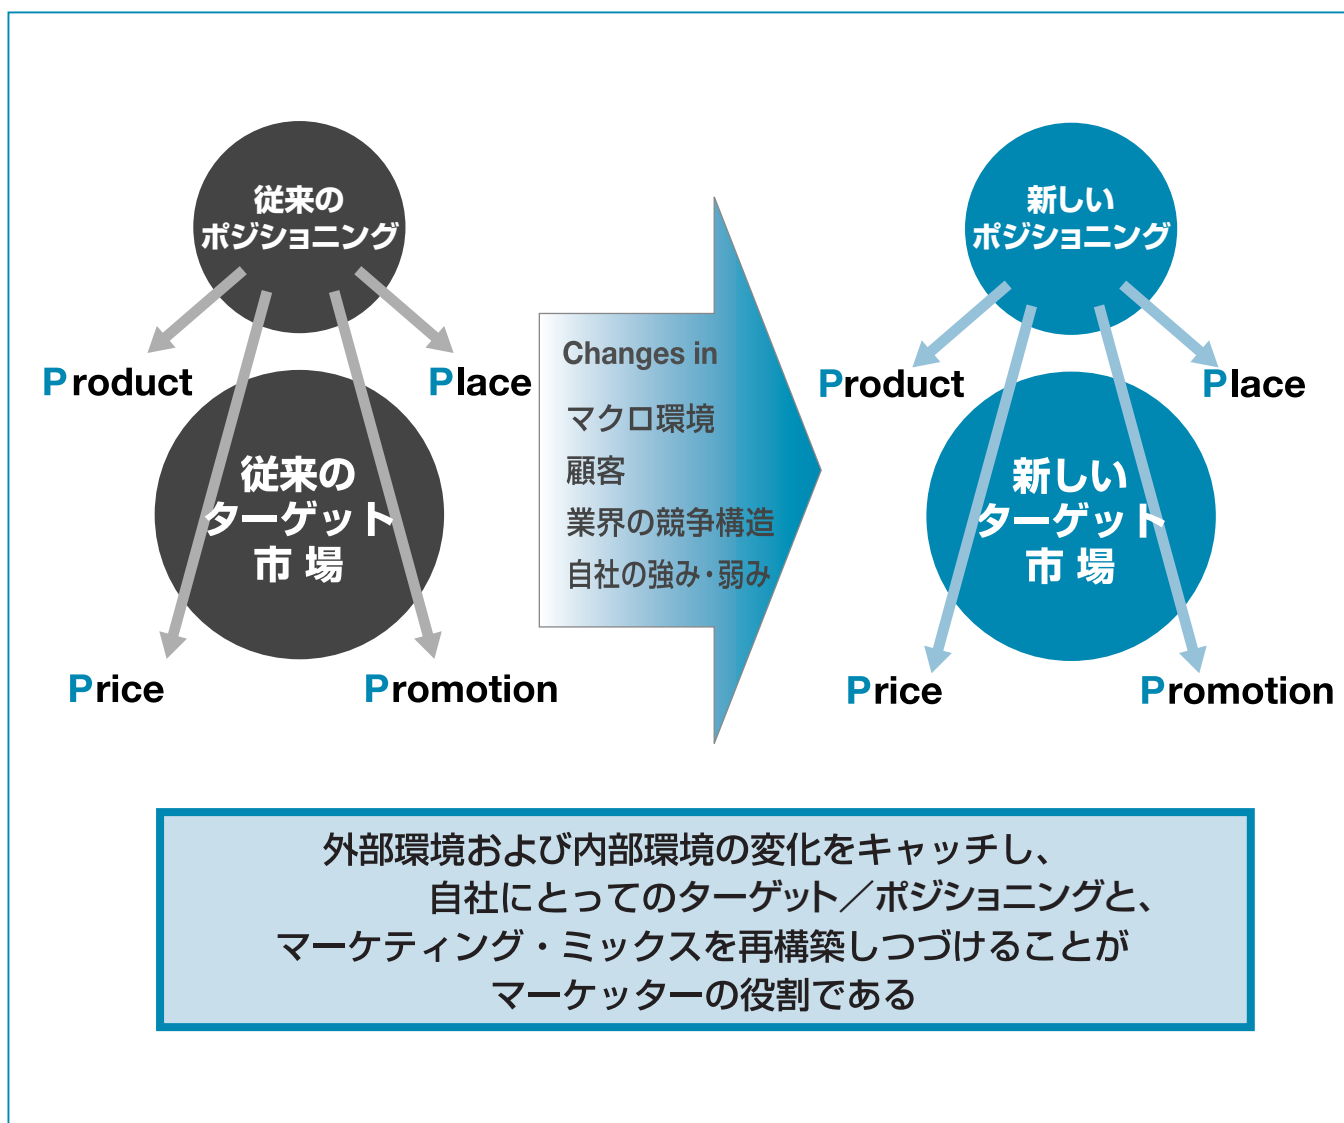 従来の
ポジショニング
Product
Place
従来の
ターゲット
市 場
Price
Promotion
Changes in
マクロ環境
顧客
業界の競争構造
自社の強み・弱み
新しい
ポジショニング
Product
Place
新しい
ターゲット
市 場
Price
Promotion
外部環境および内部環境の変化をキャッチし、
自社にとってのターゲット／ポジショニングと、
マーケティング・ミックスを再構築しつづけることが
マーケッターの役割である